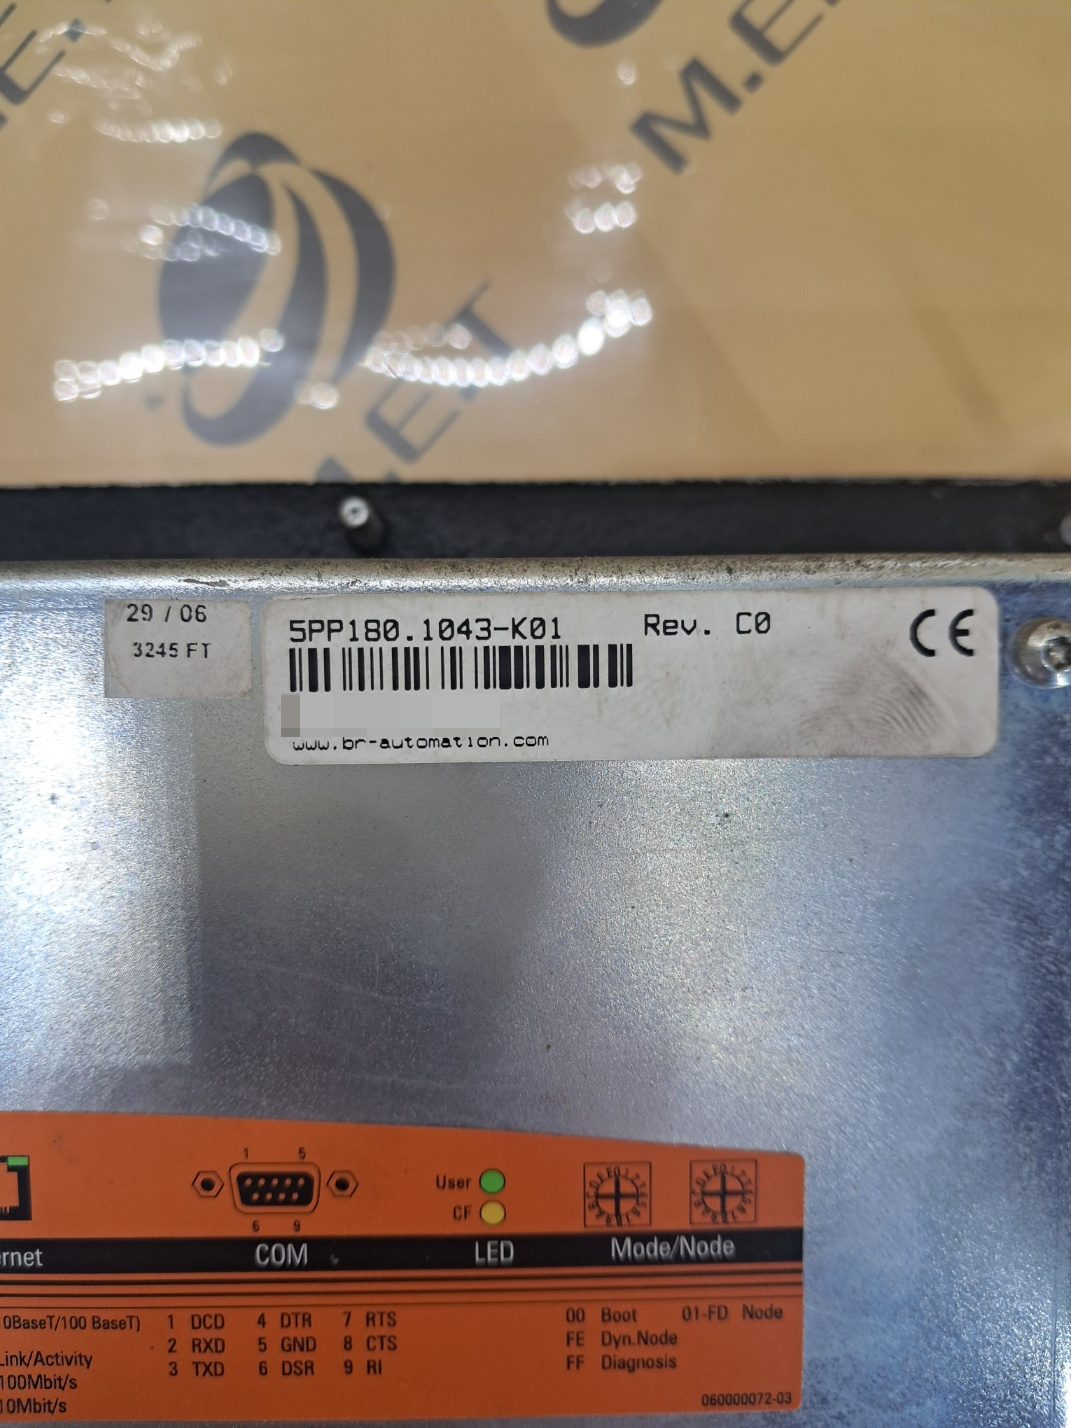 M.E
M.ET
29 / 06
3245 FT
5PP180.1043-K01 Rev. C0 CE
www.br-automation.com
1 5
6 9
User
CF
rnet COM LED Mode/Node
0BaseT/100 BaseT) 1 DCD 4 DTR 7 RTS 00 Boot 01-FD Node
2 RXD 5 GND 8 CTS FE Dyn.Node
Link/Activity 3 TXD 6 DSR 9 RI FF Diagnosis
100Mbit/s
10Mbit/s
060000072-03